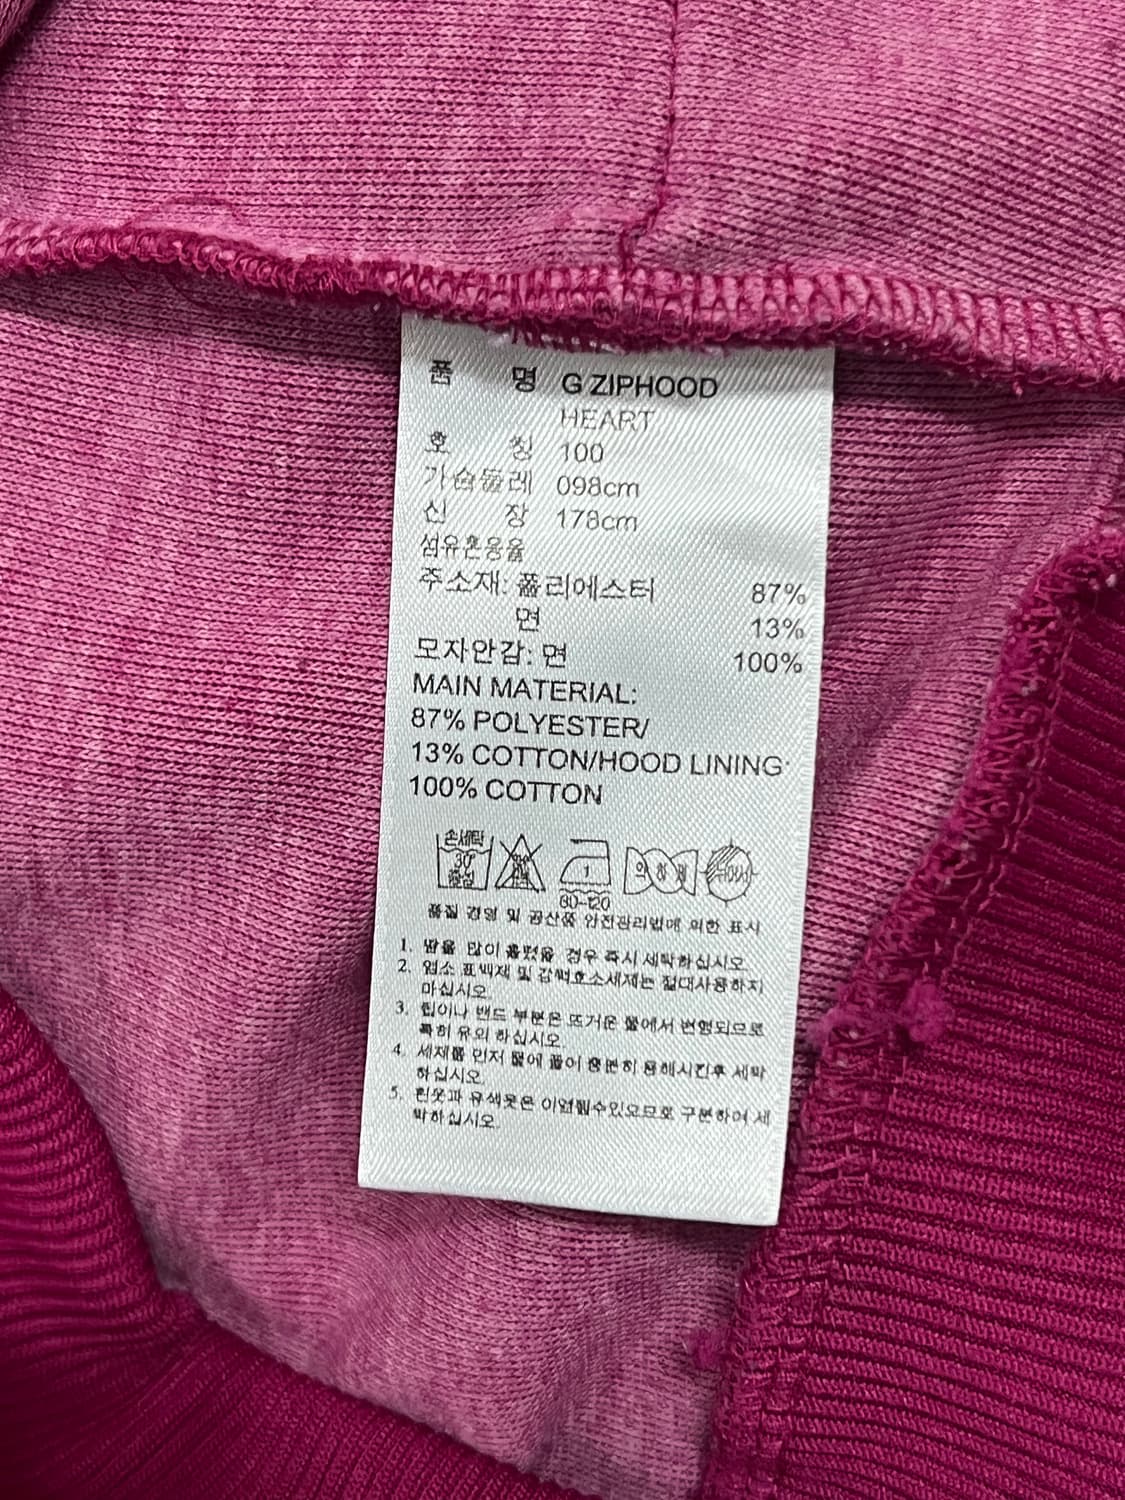 품 명 G ZIPHOOD
HEART
호 칭 100
가슴둘레 098cm
신 장 178cm
섬유혼용율
주소재: 폴리에스터 87%
면 13%
모자안감: 면 100%
MAIN MATERIAL:
87% POLYESTER/
13% COTTON/HOOD LINING:
100% COTTON
손세탁
30°
중성
1
80-120
품질 경영 및 공산품 안전관리법에 의한 표시
1. 땀을 많이 흘렸을 경우 즉시 세탁하십시오.
2. 염소 표백제 및 강력효소세제는 절대사용하지
마십시오.
3. 립이나 밴드 부분은 뜨거운 물에서 변형되므로
특히 유의 하십시오.
4. 세제를 먼저 물에 풀어 충분히 용해시킨후 세탁
하십시오.
5. 흰옷과 유색옷은 이염될수있으므로 구분하여 세
탁하십시오.